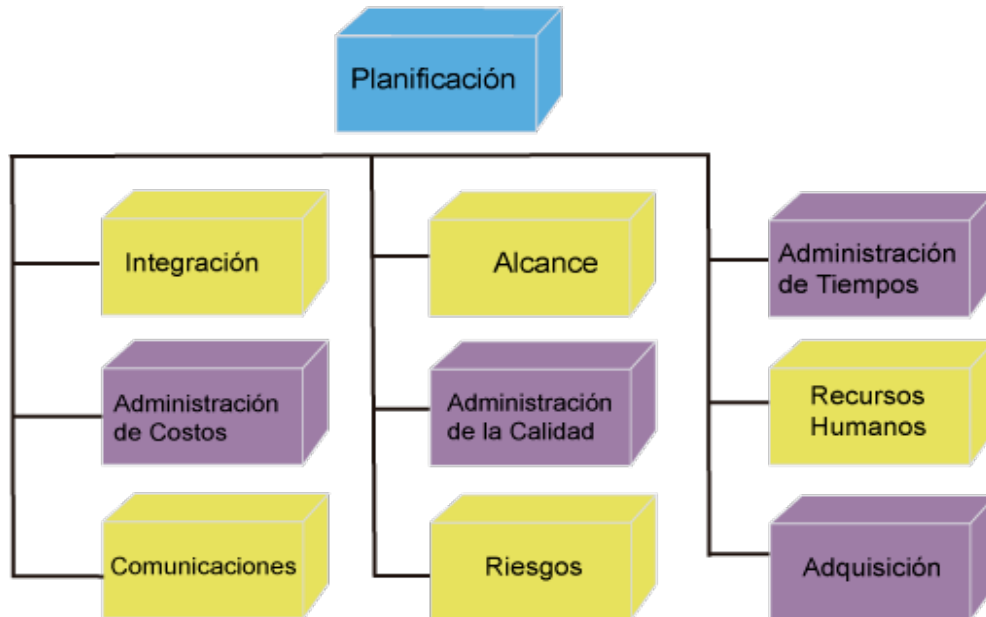 Planificación
Integración
Alcance
Administración
de Tiempos
Administración
de Costos
Administración
de la Calidad
Recursos
Humanos
Comunicaciones
Riesgos
Adquisición